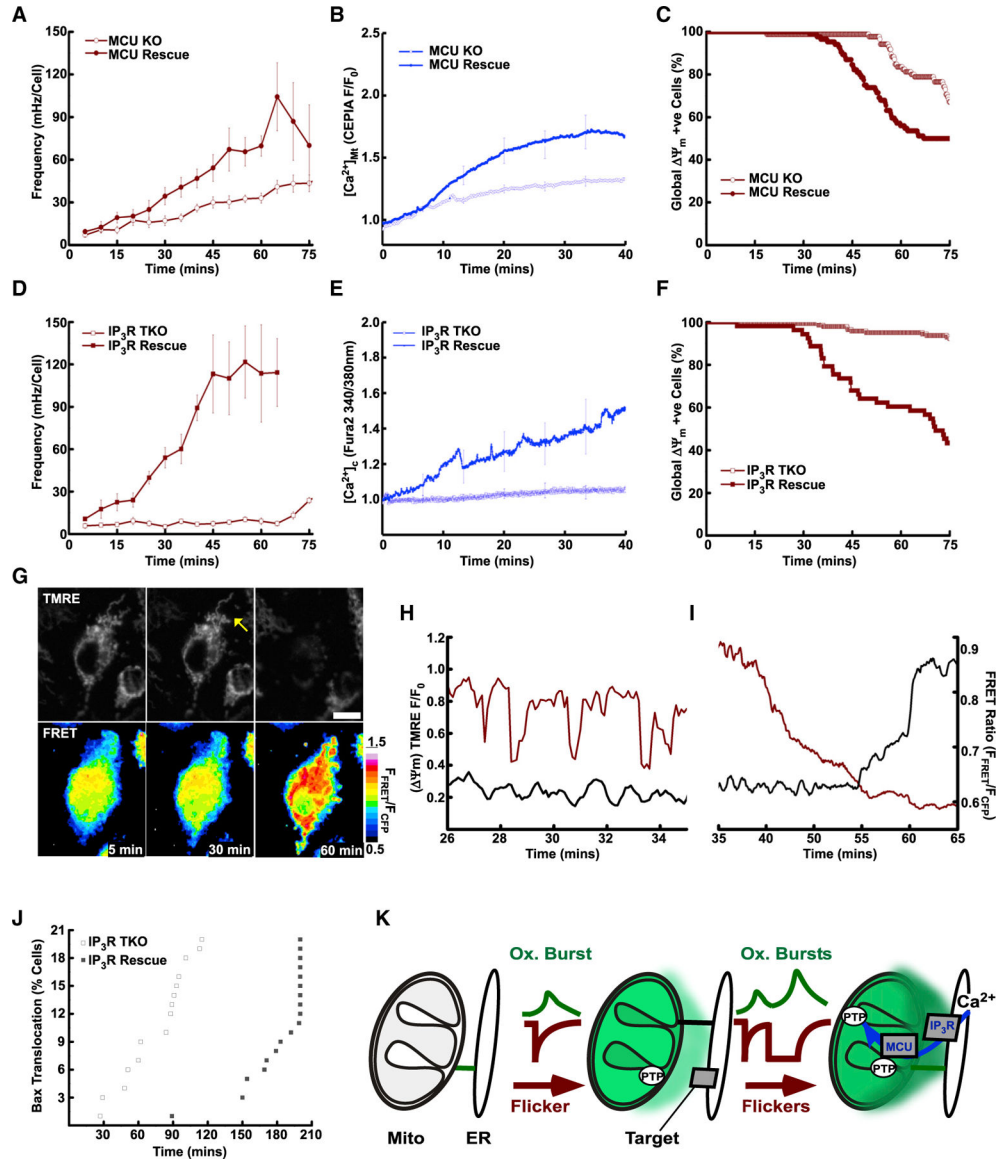 A
MCU KO
MCU Rescue
Frequency (mHz/Cell)
150
120
90
60
30
0
0 15 30 45 60 75
Time (mins)
B
MCU KO
MCU Rescue
[Ca²⁺]Mt (CEPIA F/F₀)
2.5
2.0
1.5
1.0
0 10 20 30 40
Time (mins)
C
Global ΔΨm +ve Cells (%)
100
80
60
40
20
0
MCU KO
MCU Rescue
0 15 30 45 60 75
Time (mins)
D
IP₃R TKO
IP₃R Rescue
Frequency (mHz/Cell)
150
120
90
60
30
0
0 15 30 45 60 75
Time (mins)
E
IP₃R TKO
IP₃R Rescue
[Ca²⁺]c (Fura2 340/380nm)
2.0
1.8
1.6
1.4
1.2
1.0
0 10 20 30 40
Time (mins)
F
Global ΔΨm +ve Cells (%)
100
80
60
40
20
0
IP₃R TKO
IP₃R Rescue
0 15 30 45 60 75
Time (mins)
G
TMRE
FRET
5 min
30 min
60 min
1.5
0.5
FFRET/FCFP
H
(ΔΨm) TMRE F/F₀
1.2
1.0
0.8
0.6
0.4
0.2
26 28 30 32 34
Time (mins)
I
0.9
0.8
0.7
0.6
FRET Ratio (FFRET/FCFP)
35 40 45 50 55 60 65
Time (mins)
J
IP₃R TKO
IP₃R Rescue
Bax Translocation (% Cells)
21
18
15
12
9
6
3
30 60 90 120 150 180 210
Time (mins)
K
Ox. Burst
Ox. Bursts
Ca²⁺
PTP
IP₃R
MCU
PTP
PTP
Flicker
Flickers
Mito
ER
Target